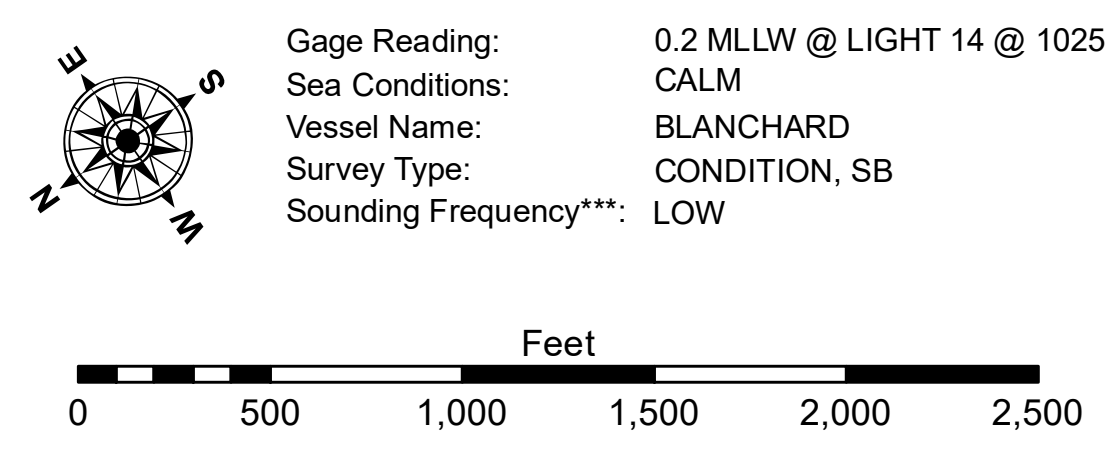 E
S
N
W
Gage Reading: 0.2 MLLW @ LIGHT 14 @ 1025
Sea Conditions: CALM
Vessel Name: BLANCHARD
Survey Type: CONDITION, SB
Sounding Frequency***: LOW
Feet
0 500 1,000 1,500 2,000 2,500